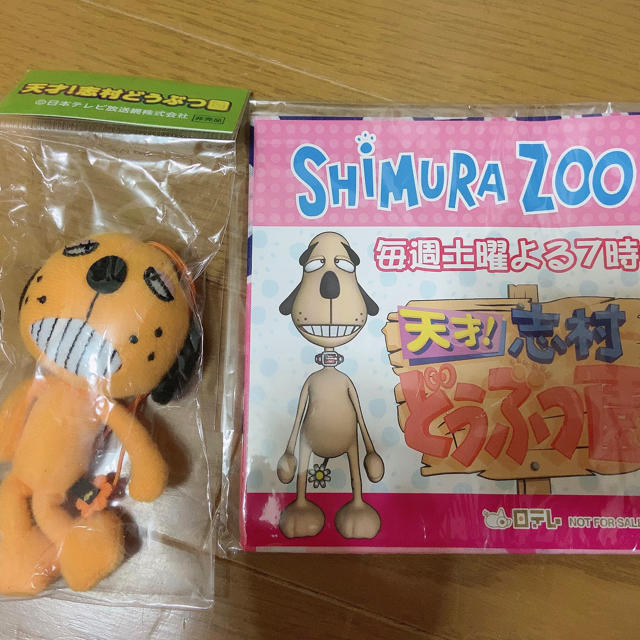 天才!志村どうぶつ園
©日本テレビ放送網株式会社 非売品
SHIMURA ZOO
毎週土曜よる7時
天才! 志村
どうぶつ園
日テレ NOT FOR SALE